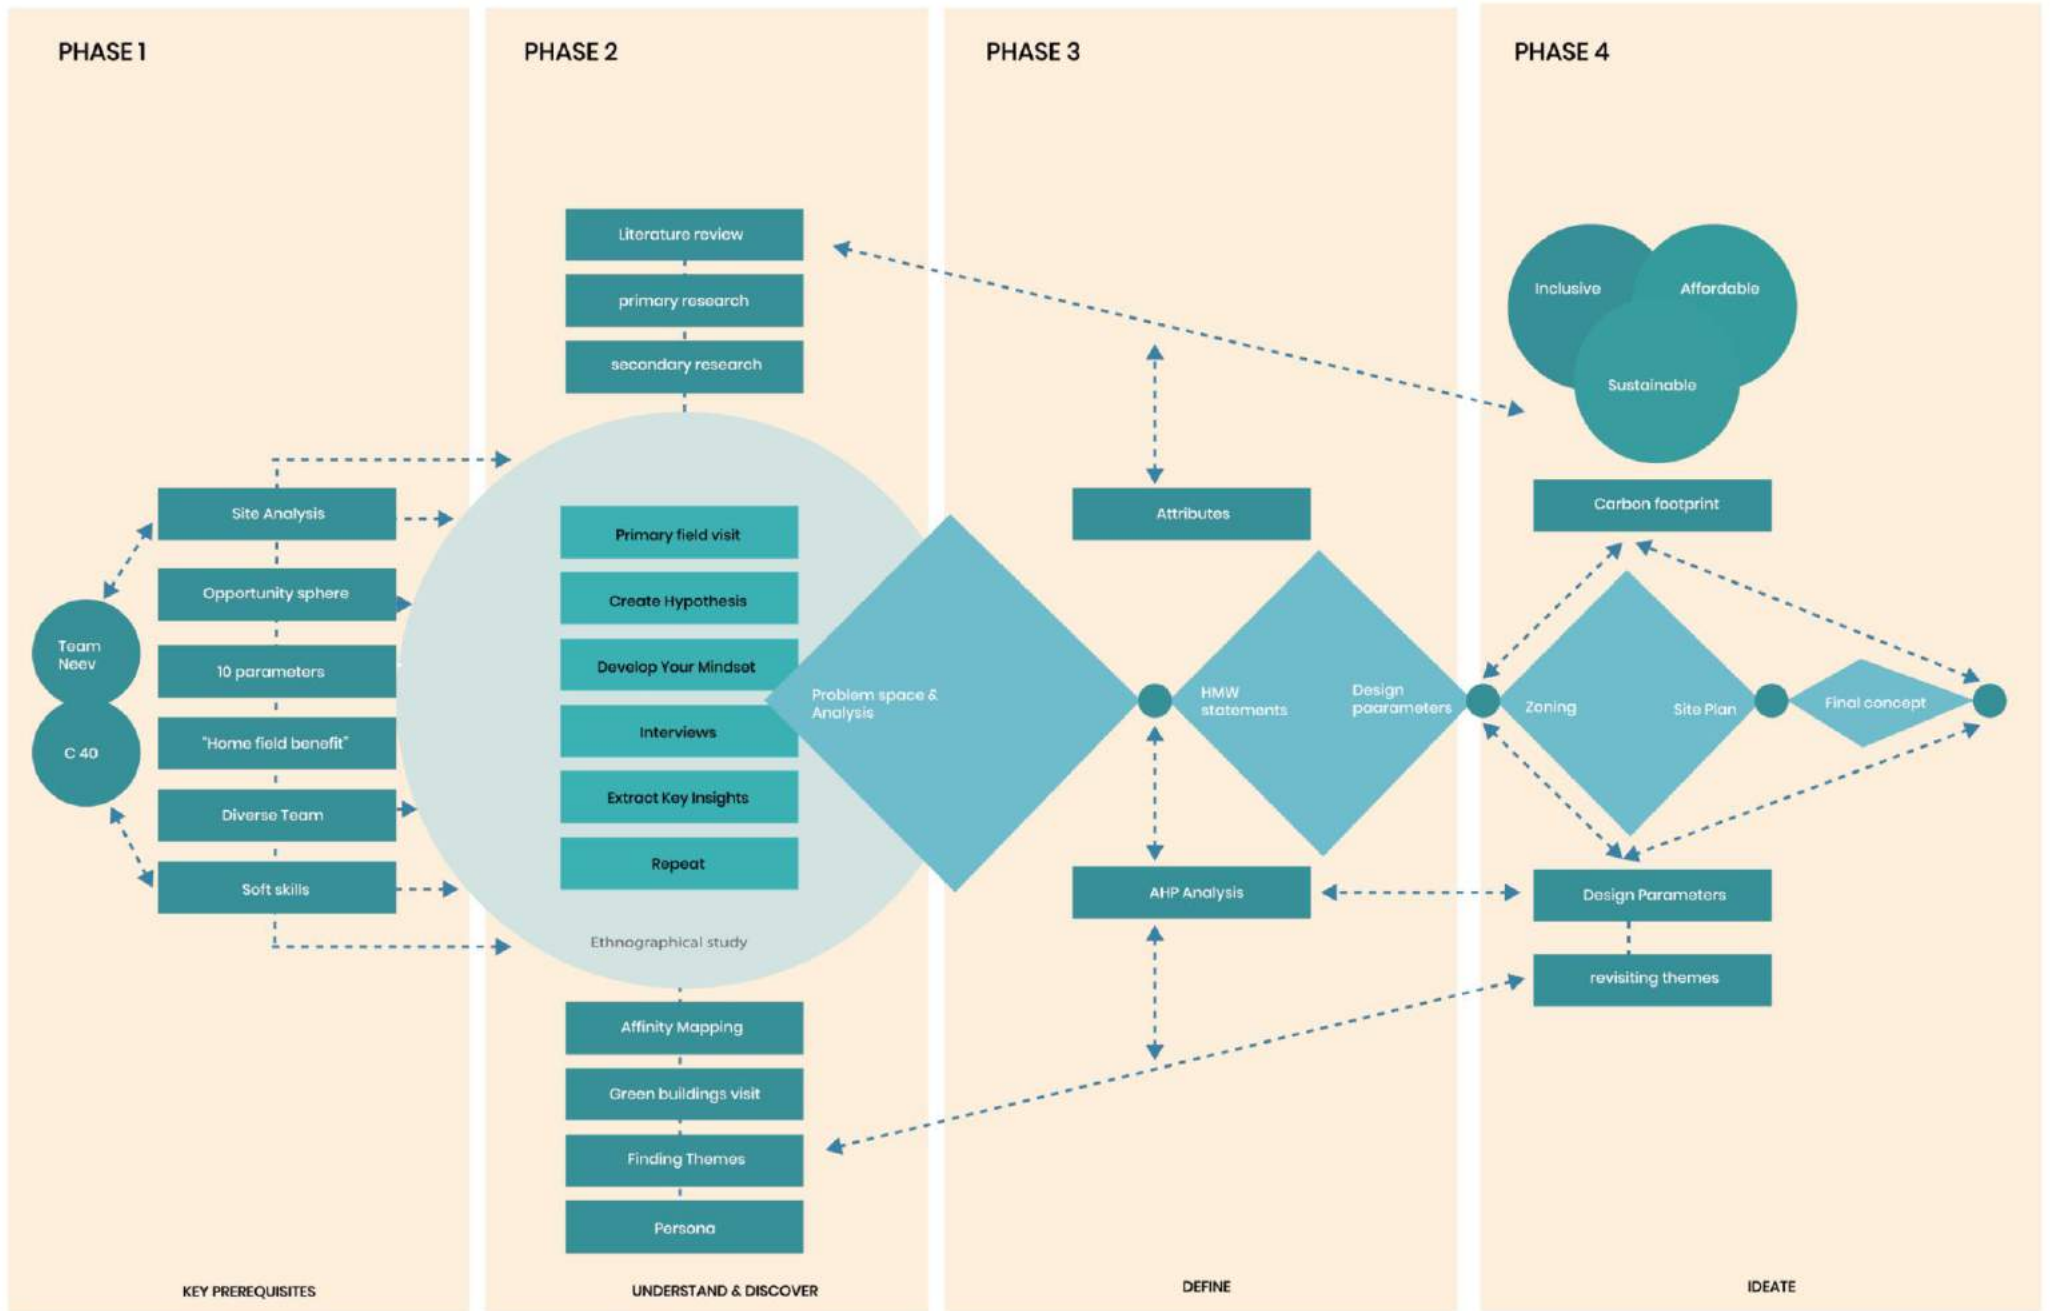 PHASE 1
Site Analysis
Opportunity sphere
Team
Neev
10 parameters
"Home field benefit"
C 40
Diverse Team
Soft skills
KEY PREREQUISITES
PHASE 2
Literature review
primary research
secondary research
Primary field visit
Create Hypothesis
Develop Your Mindset
Interviews
Extract Key Insights
Repeat
Ethnographical study
Affinity Mapping
Green buildings visit
Finding Themes
Persona
UNDERSTAND & DISCOVER
Problem space &
Analysis
PHASE 3
Attributes
HMW
statements
Design
paarameters
AHP Analysis
DEFINE
PHASE 4
Inclusive
Affordable
Sustainable
Carbon footprint
Zoning
Site Plan
Final concept
Design Parameters
revisiting themes
IDEATE